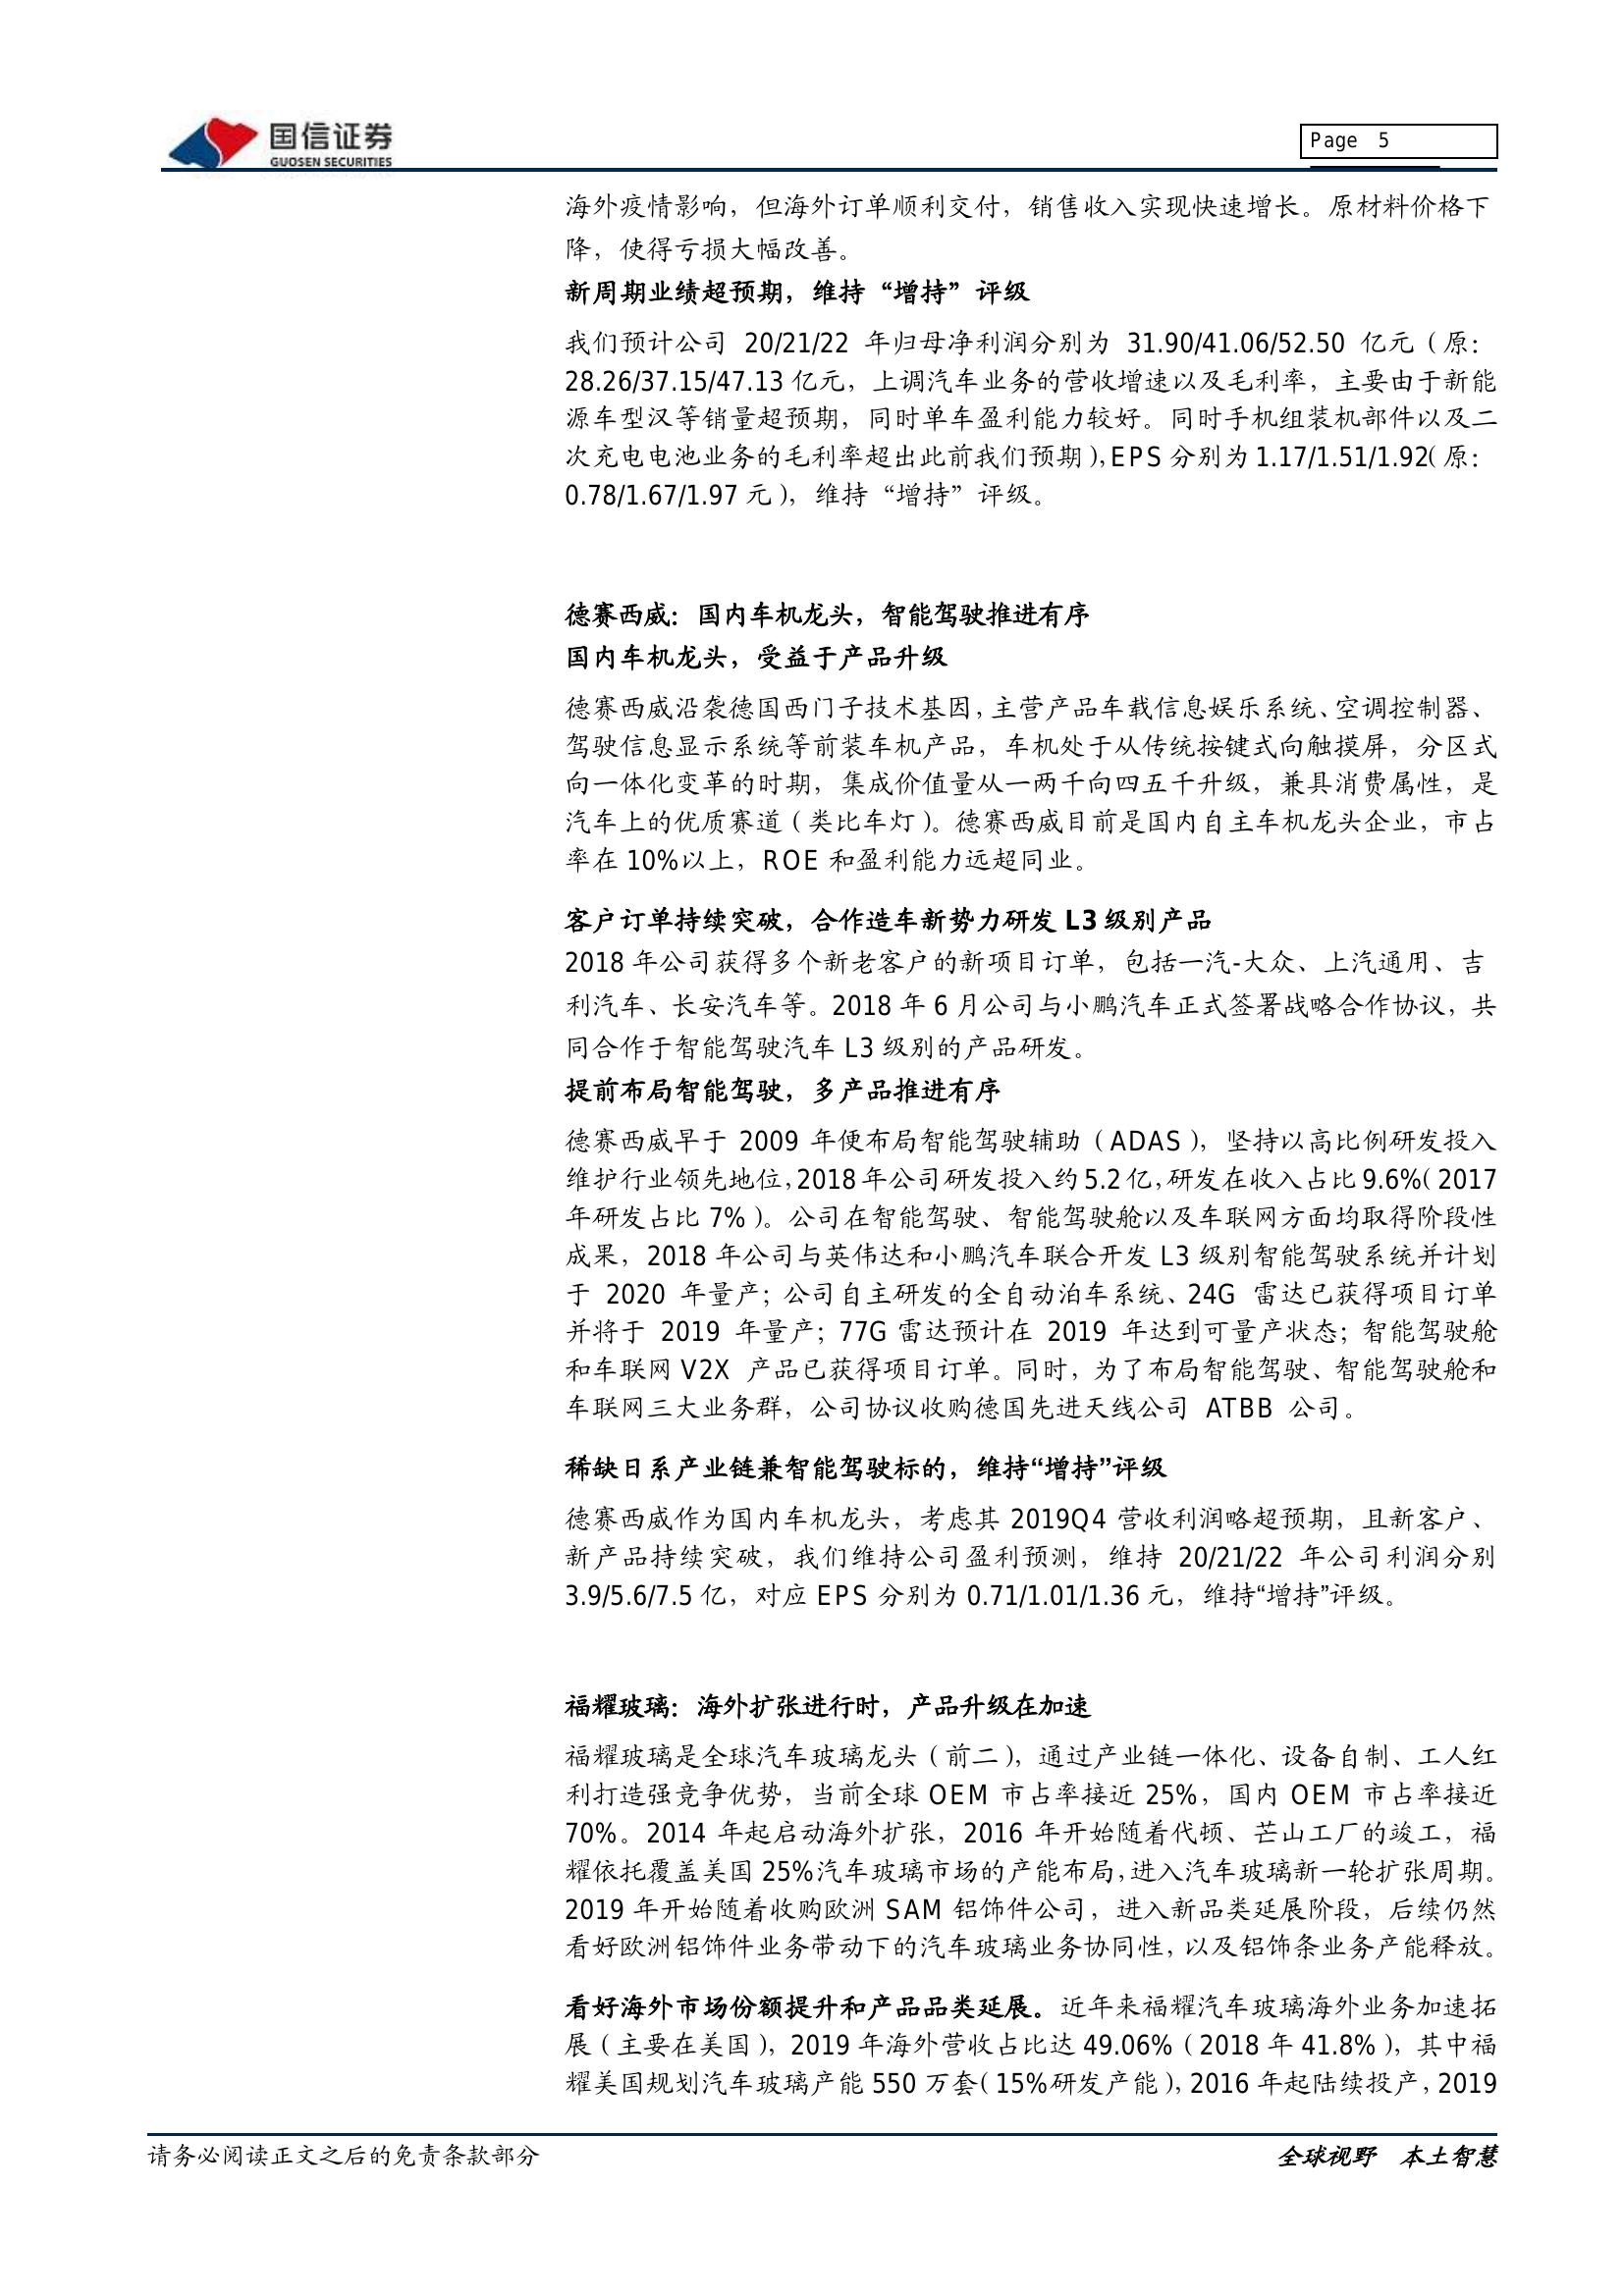 国信证券
GUOSEN SECURITIES
Page 5
海外疫情影响，但海外订单顺利交付，销售收入实现快速增长。原材料价格下
降，使得亏损大幅改善。
新周期业绩超预期，维持“增持”评级
我们预计公司 20/21/22 年归母净利润分别为 31.90/41.06/52.50 亿元（原：
28.26/37.15/47.13 亿元，上调汽车业务的营收增速以及毛利率，主要由于新能
源车型汉等销量超预期，同时单车盈利能力较好。同时手机组装机部件以及二
次充电电池业务的毛利率超出此前我们预期），EPS 分别为 1.17/1.51/1.92（原：
0.78/1.67/1.97 元），维持“增持”评级。
德赛西威：国内车机龙头，智能驾驶推进有序
国内车机龙头，受益于产品升级
德赛西威沿袭德国西门子技术基因，主营产品车载信息娱乐系统、空调控制器、
驾驶信息显示系统等前装车机产品，车机处于从传统按键式向触摸屏，分区式
向一体化变革的时期，集成价值量从一两千向四五千升级，兼具消费属性，是
汽车上的优质赛道（类比车灯）。德赛西威目前是国内自主车机龙头企业，市占
率在 10%以上，ROE 和盈利能力远超同业。
客户订单持续突破，合作造车新势力研发 L3 级别产品
2018 年公司获得多个新老客户的新项目订单，包括一汽-大众、上汽通用、吉
利汽车、长安汽车等。2018 年 6 月公司与小鹏汽车正式签署战略合作协议，共
同合作于智能驾驶汽车 L3 级别的产品研发。
提前布局智能驾驶，多产品推进有序
德赛西威早于 2009 年便布局智能驾驶辅助（ADAS），坚持以高比例研发投入
维护行业领先地位，2018 年公司研发投入约 5.2 亿，研发在收入占比 9.6%（2017
年研发占比 7%）。公司在智能驾驶、智能驾驶舱以及车联网方面均取得阶段性
成果，2018 年公司与英伟达和小鹏汽车联合开发 L3 级别智能驾驶系统并计划
于 2020 年量产；公司自主研发的全自动泊车系统、24G 雷达已获得项目订单
并将于 2019 年量产；77G 雷达预计在 2019 年达到可量产状态；智能驾驶舱
和车联网 V2X 产品已获得项目订单。同时，为了布局智能驾驶、智能驾驶舱和
车联网三大业务群，公司协议收购德国先进天线公司 ATBB 公司。
稀缺日系产业链兼智能驾驶标的，维持“增持”评级
德赛西威作为国内车机龙头，考虑其 2019Q4 营收利润略超预期，且新客户、
新产品持续突破，我们维持公司盈利预测，维持 20/21/22 年公司利润分别
3.9/5.6/7.5 亿，对应 EPS 分别为 0.71/1.01/1.36 元，维持“增持”评级。
福耀玻璃：海外扩张进行时，产品升级在加速
福耀玻璃是全球汽车玻璃龙头（前二），通过产业链一体化、设备自制、工人红
利打造强竞争优势，当前全球 OEM 市占率接近 25%，国内 OEM 市占率接近
70%。2014 年起启动海外扩张，2016 年开始随着代顿、芒山工厂的竣工，福
耀依托覆盖美国 25%汽车玻璃市场的产能布局，进入汽车玻璃新一轮扩张周期。
2019 年开始随着收购欧洲 SAM 铝饰件公司，进入新品类延展阶段，后续仍然
看好欧洲铝饰件业务带动下的汽车玻璃业务协同性，以及铝饰条业务产能释放。
看好海外市场份额提升和产品品类延展。近年来福耀汽车玻璃海外业务加速拓
展（主要在美国），2019 年海外营收占比达 49.06%（2018 年 41.8%），其中福
耀美国规划汽车玻璃产能 550 万套（15%研发产能），2016 年起陆续投产，2019
请务必阅读正文之后的免责条款部分
全球视野 本土智慧